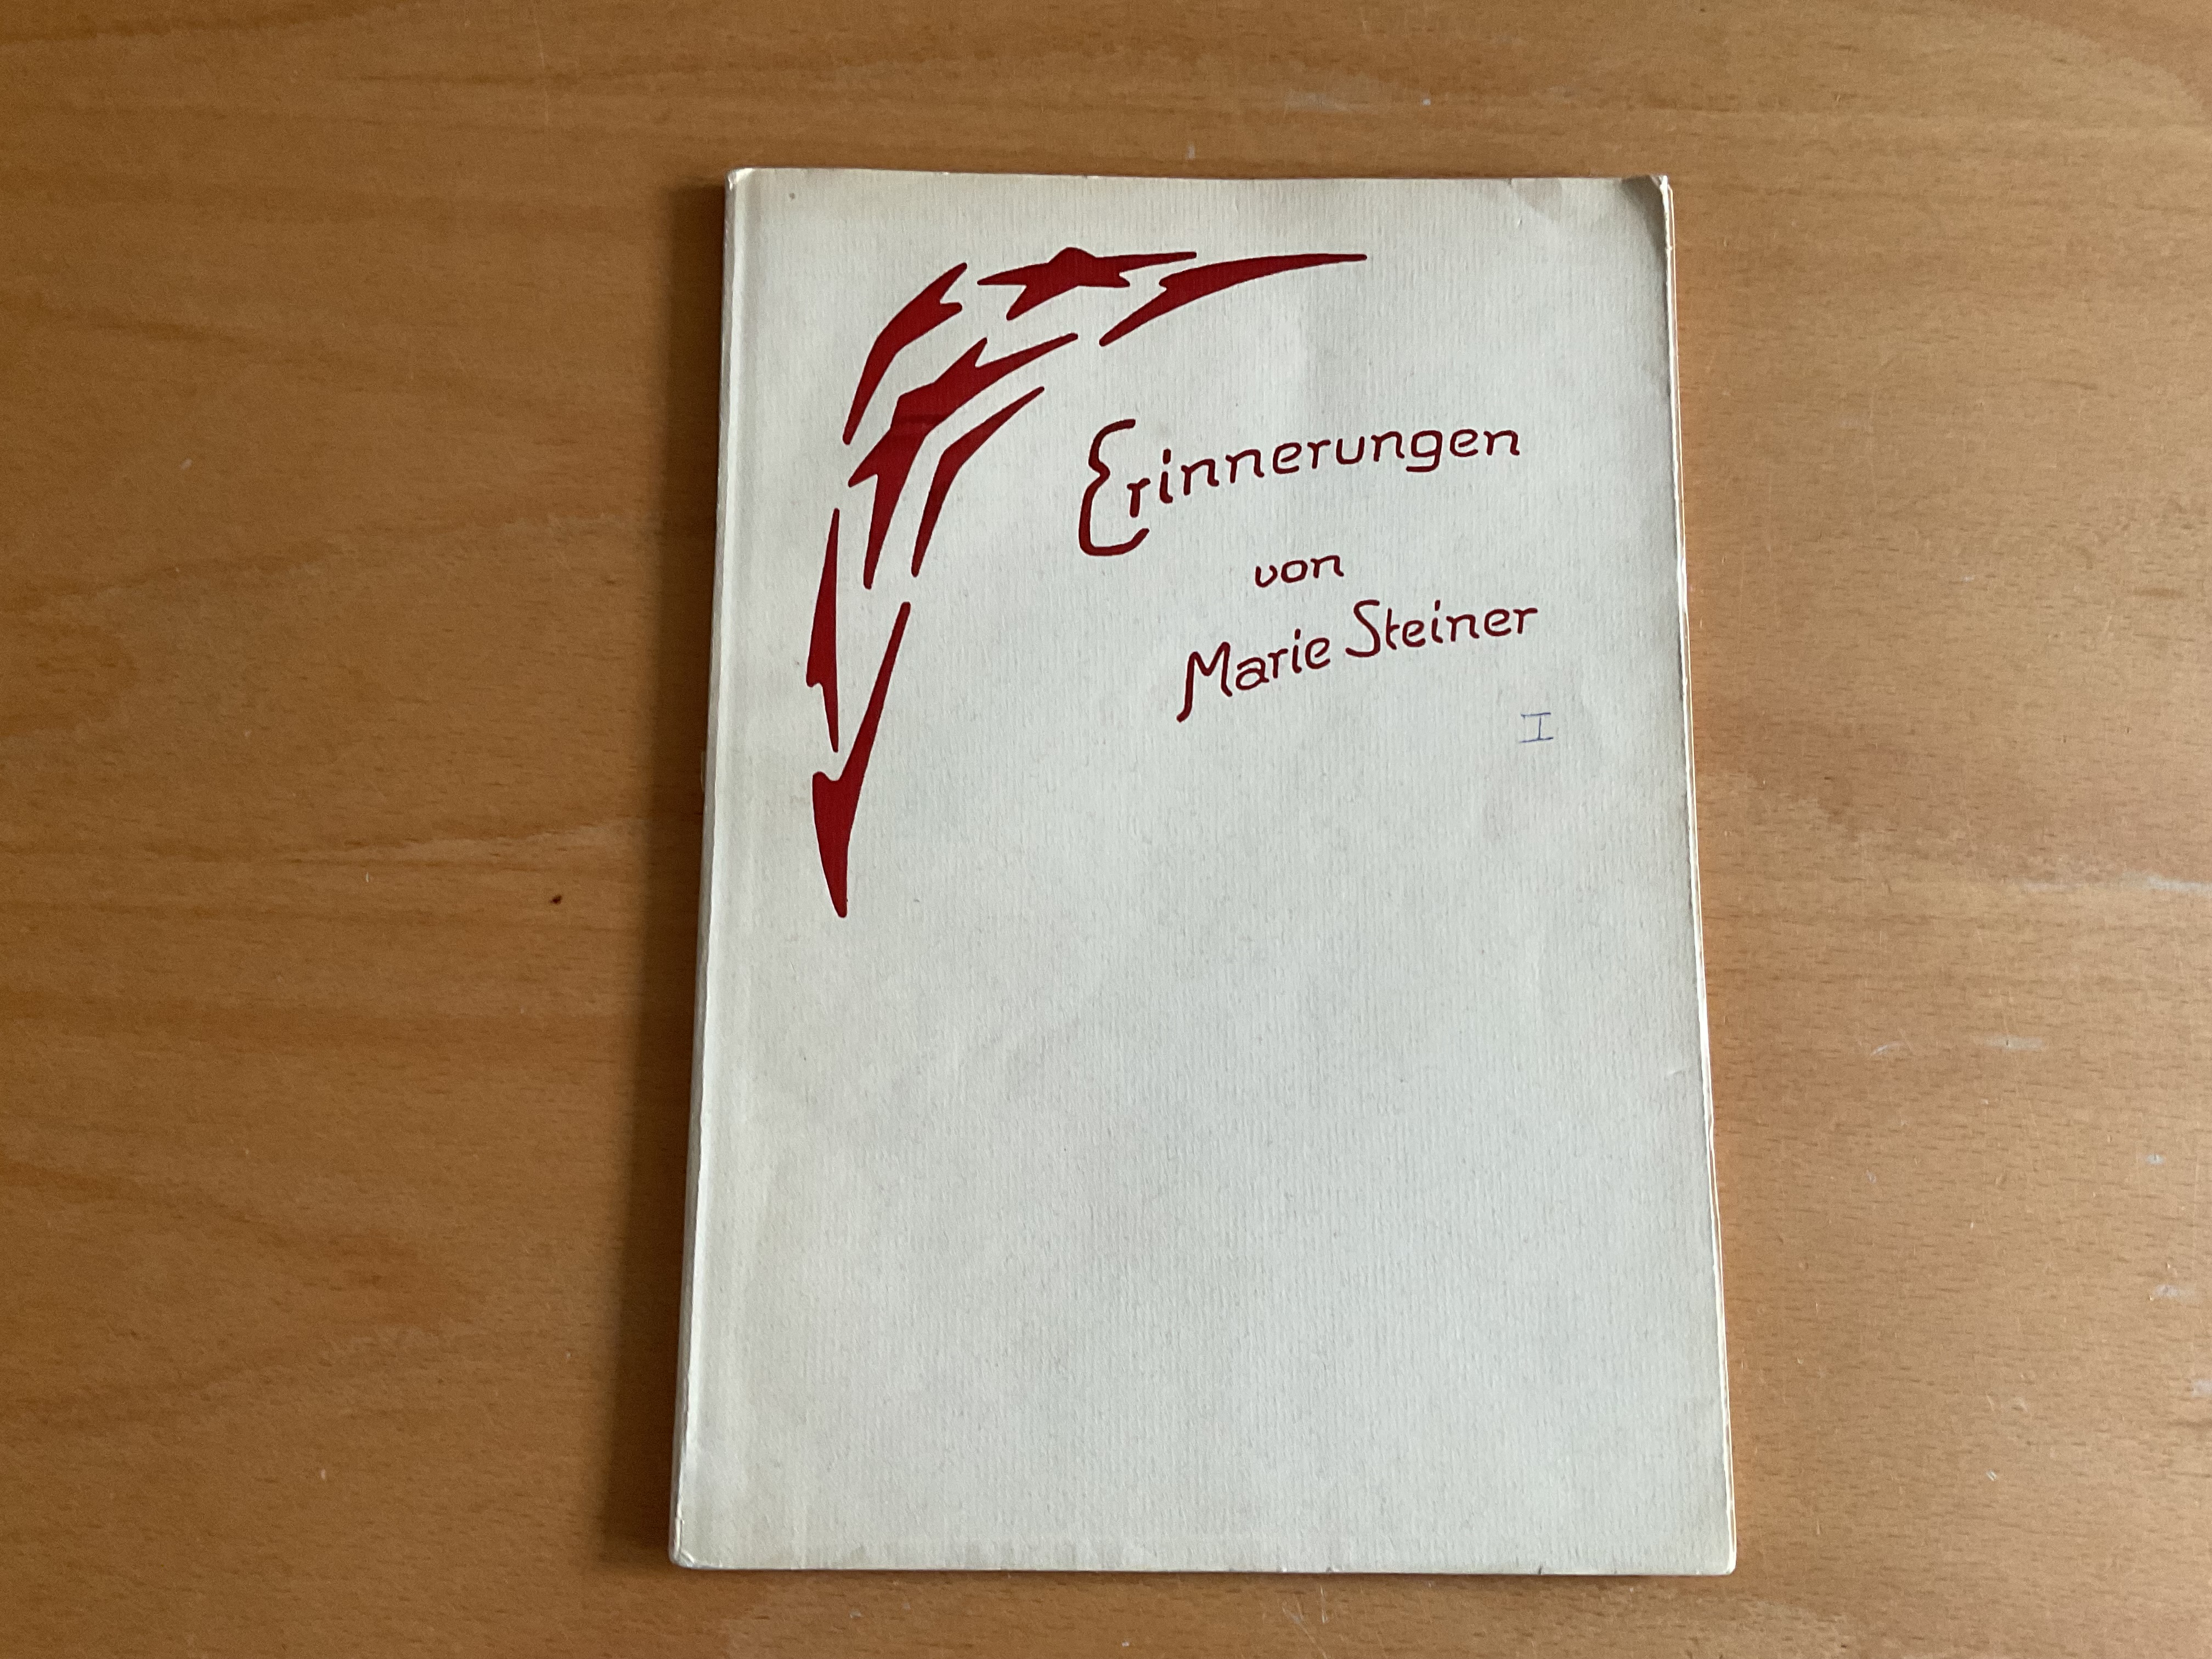 Erinnerungen
von
Marie Steiner
I